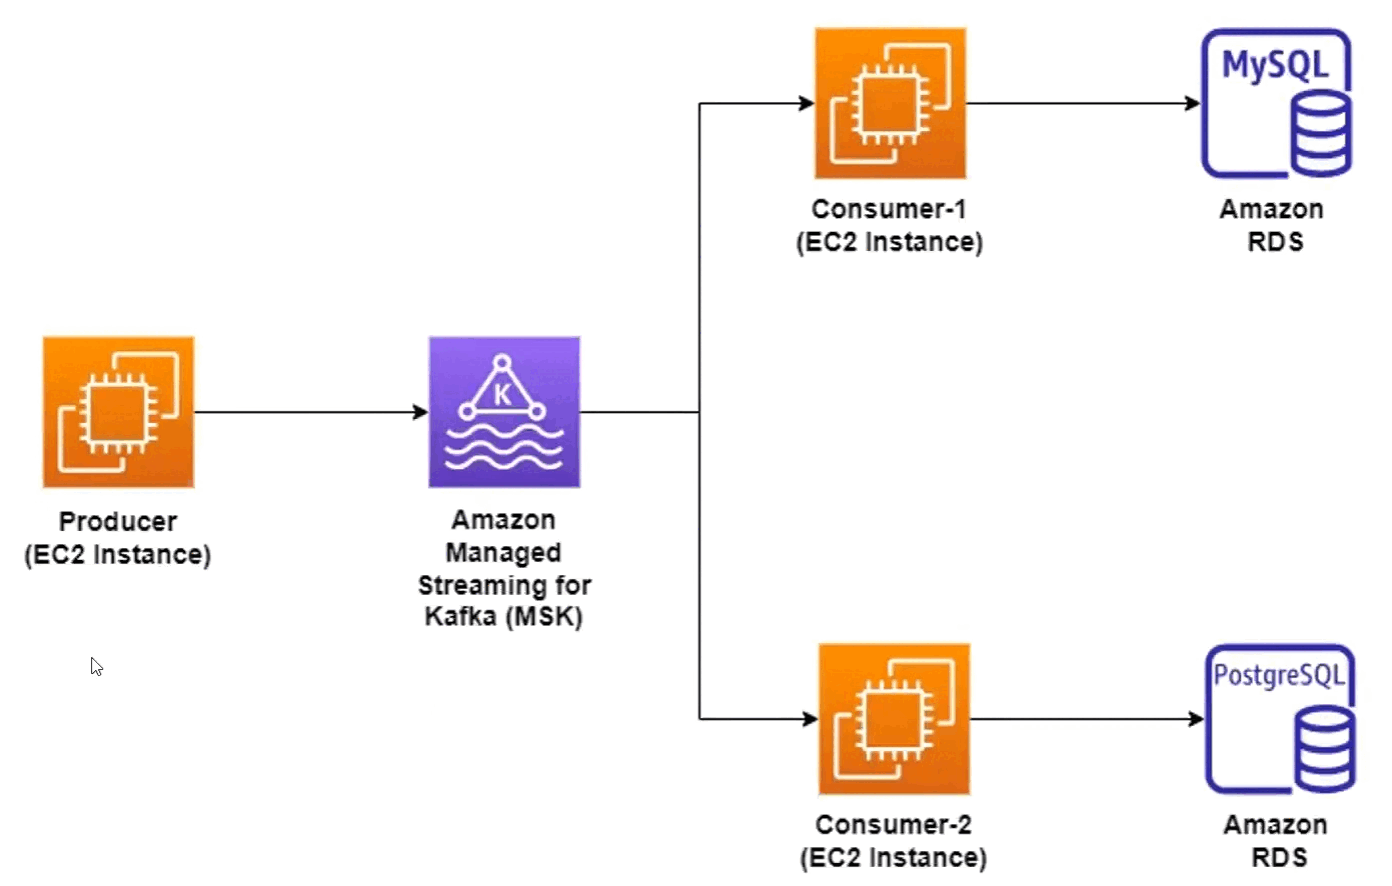 MySQL
Consumer-1
(EC2 Instance)
Amazon
RDS
K
Producer
(EC2 Instance)
Amazon
Managed
Streaming for
Kafka (MSK)
PostgreSQL
Consumer-2
(EC2 Instance)
Amazon
RDS